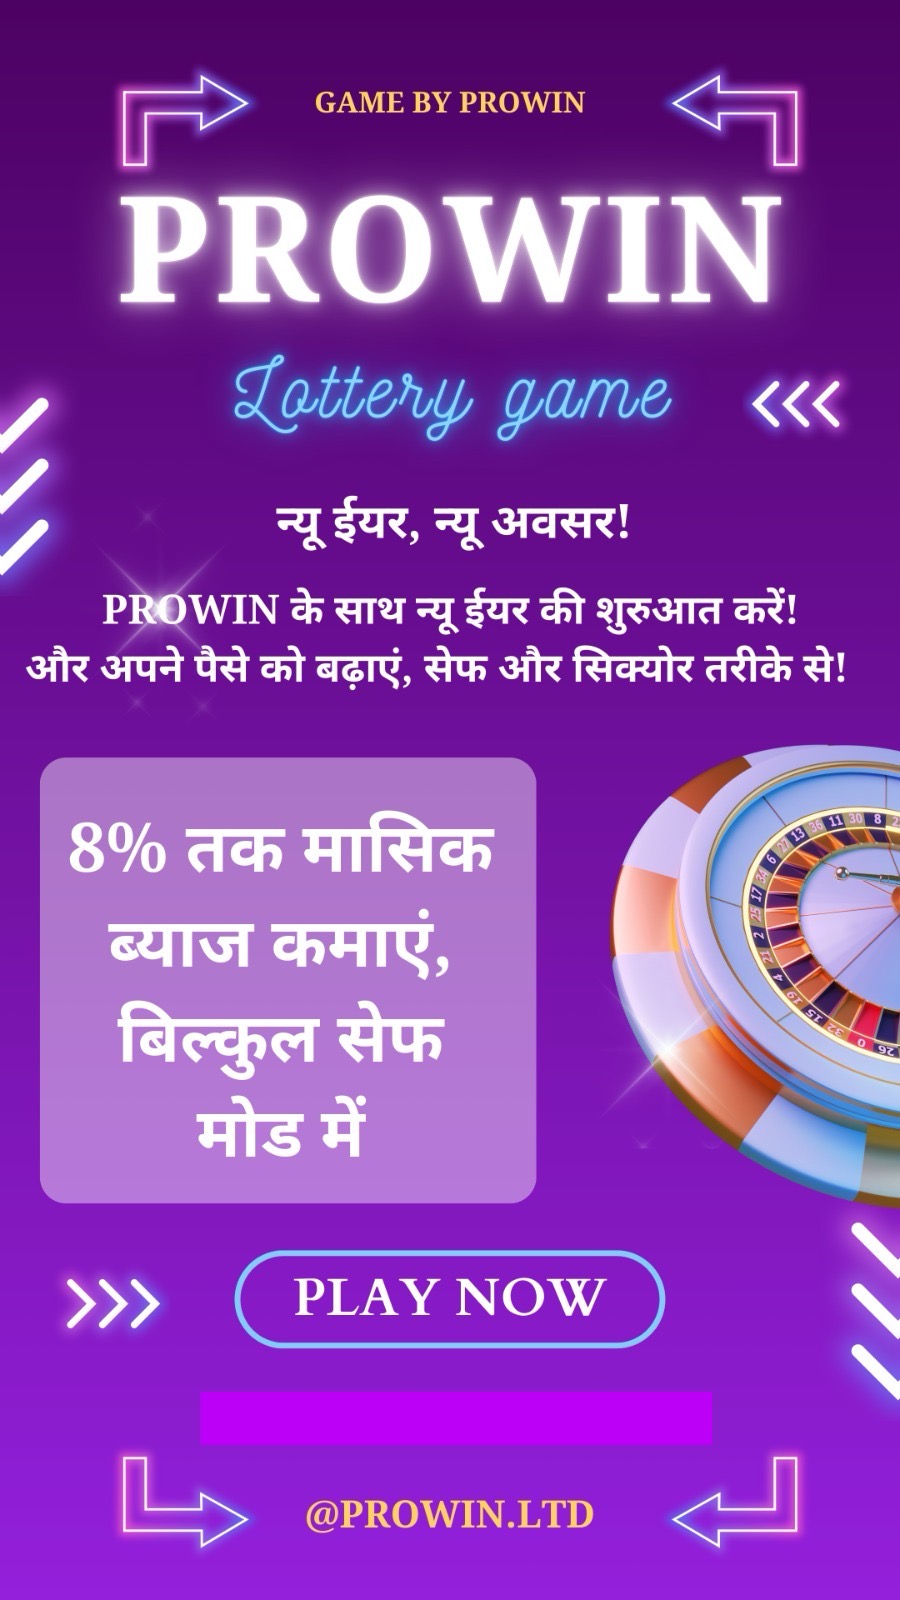 GAME BY PROWIN
PROWIN
Lottery game
न्यू ईयर, न्यू अवसर!
PROWIN के साथ न्यू ईयर की शुरुआत करें!
और अपने पैसे को बढ़ाएं, सेफ और सिक्योर तरीके से!
8% तक मासिक
ब्याज कमाएं,
बिल्कुल सेफ
मोड में
PLAY NOW
@PROWIN.LTD